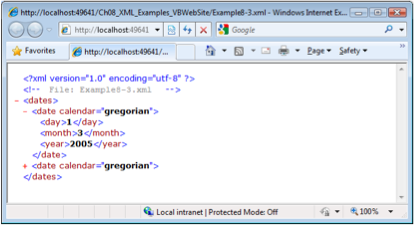 http://localhost:49641/Ch08_XML_Examples_VBWebSite/Example8-3.xml - Windows Internet Ex...
http://localhost:49641 Google
Favorites http://localhost:49641/... Page Safety
<?xml version="1.0" encoding="utf-8" ?>
<!-- File: Example8-3.xml -->
- <dates>
- <date calendar="gregorian">
<day>1</day>
<month>3</month>
<year>2005</year>
</date>
+ <date calendar="gregorian">
</dates>
Local intranet | Protected Mode: Off 100%